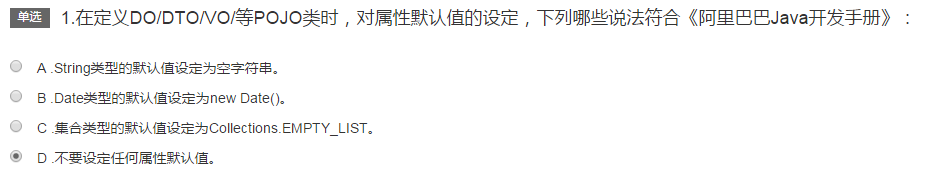 单选 1.在定义DO/DTO/VO/等POJO类时，对属性默认值的设定，下列哪些说法符合《阿里巴巴Java开发手册》：
A .String类型的默认值设定为空字符串。
B .Date类型的默认值设定为new Date()。
C .集合类型的默认值设定为Collections.EMPTY_LIST。
D .不要设定任何属性默认值。